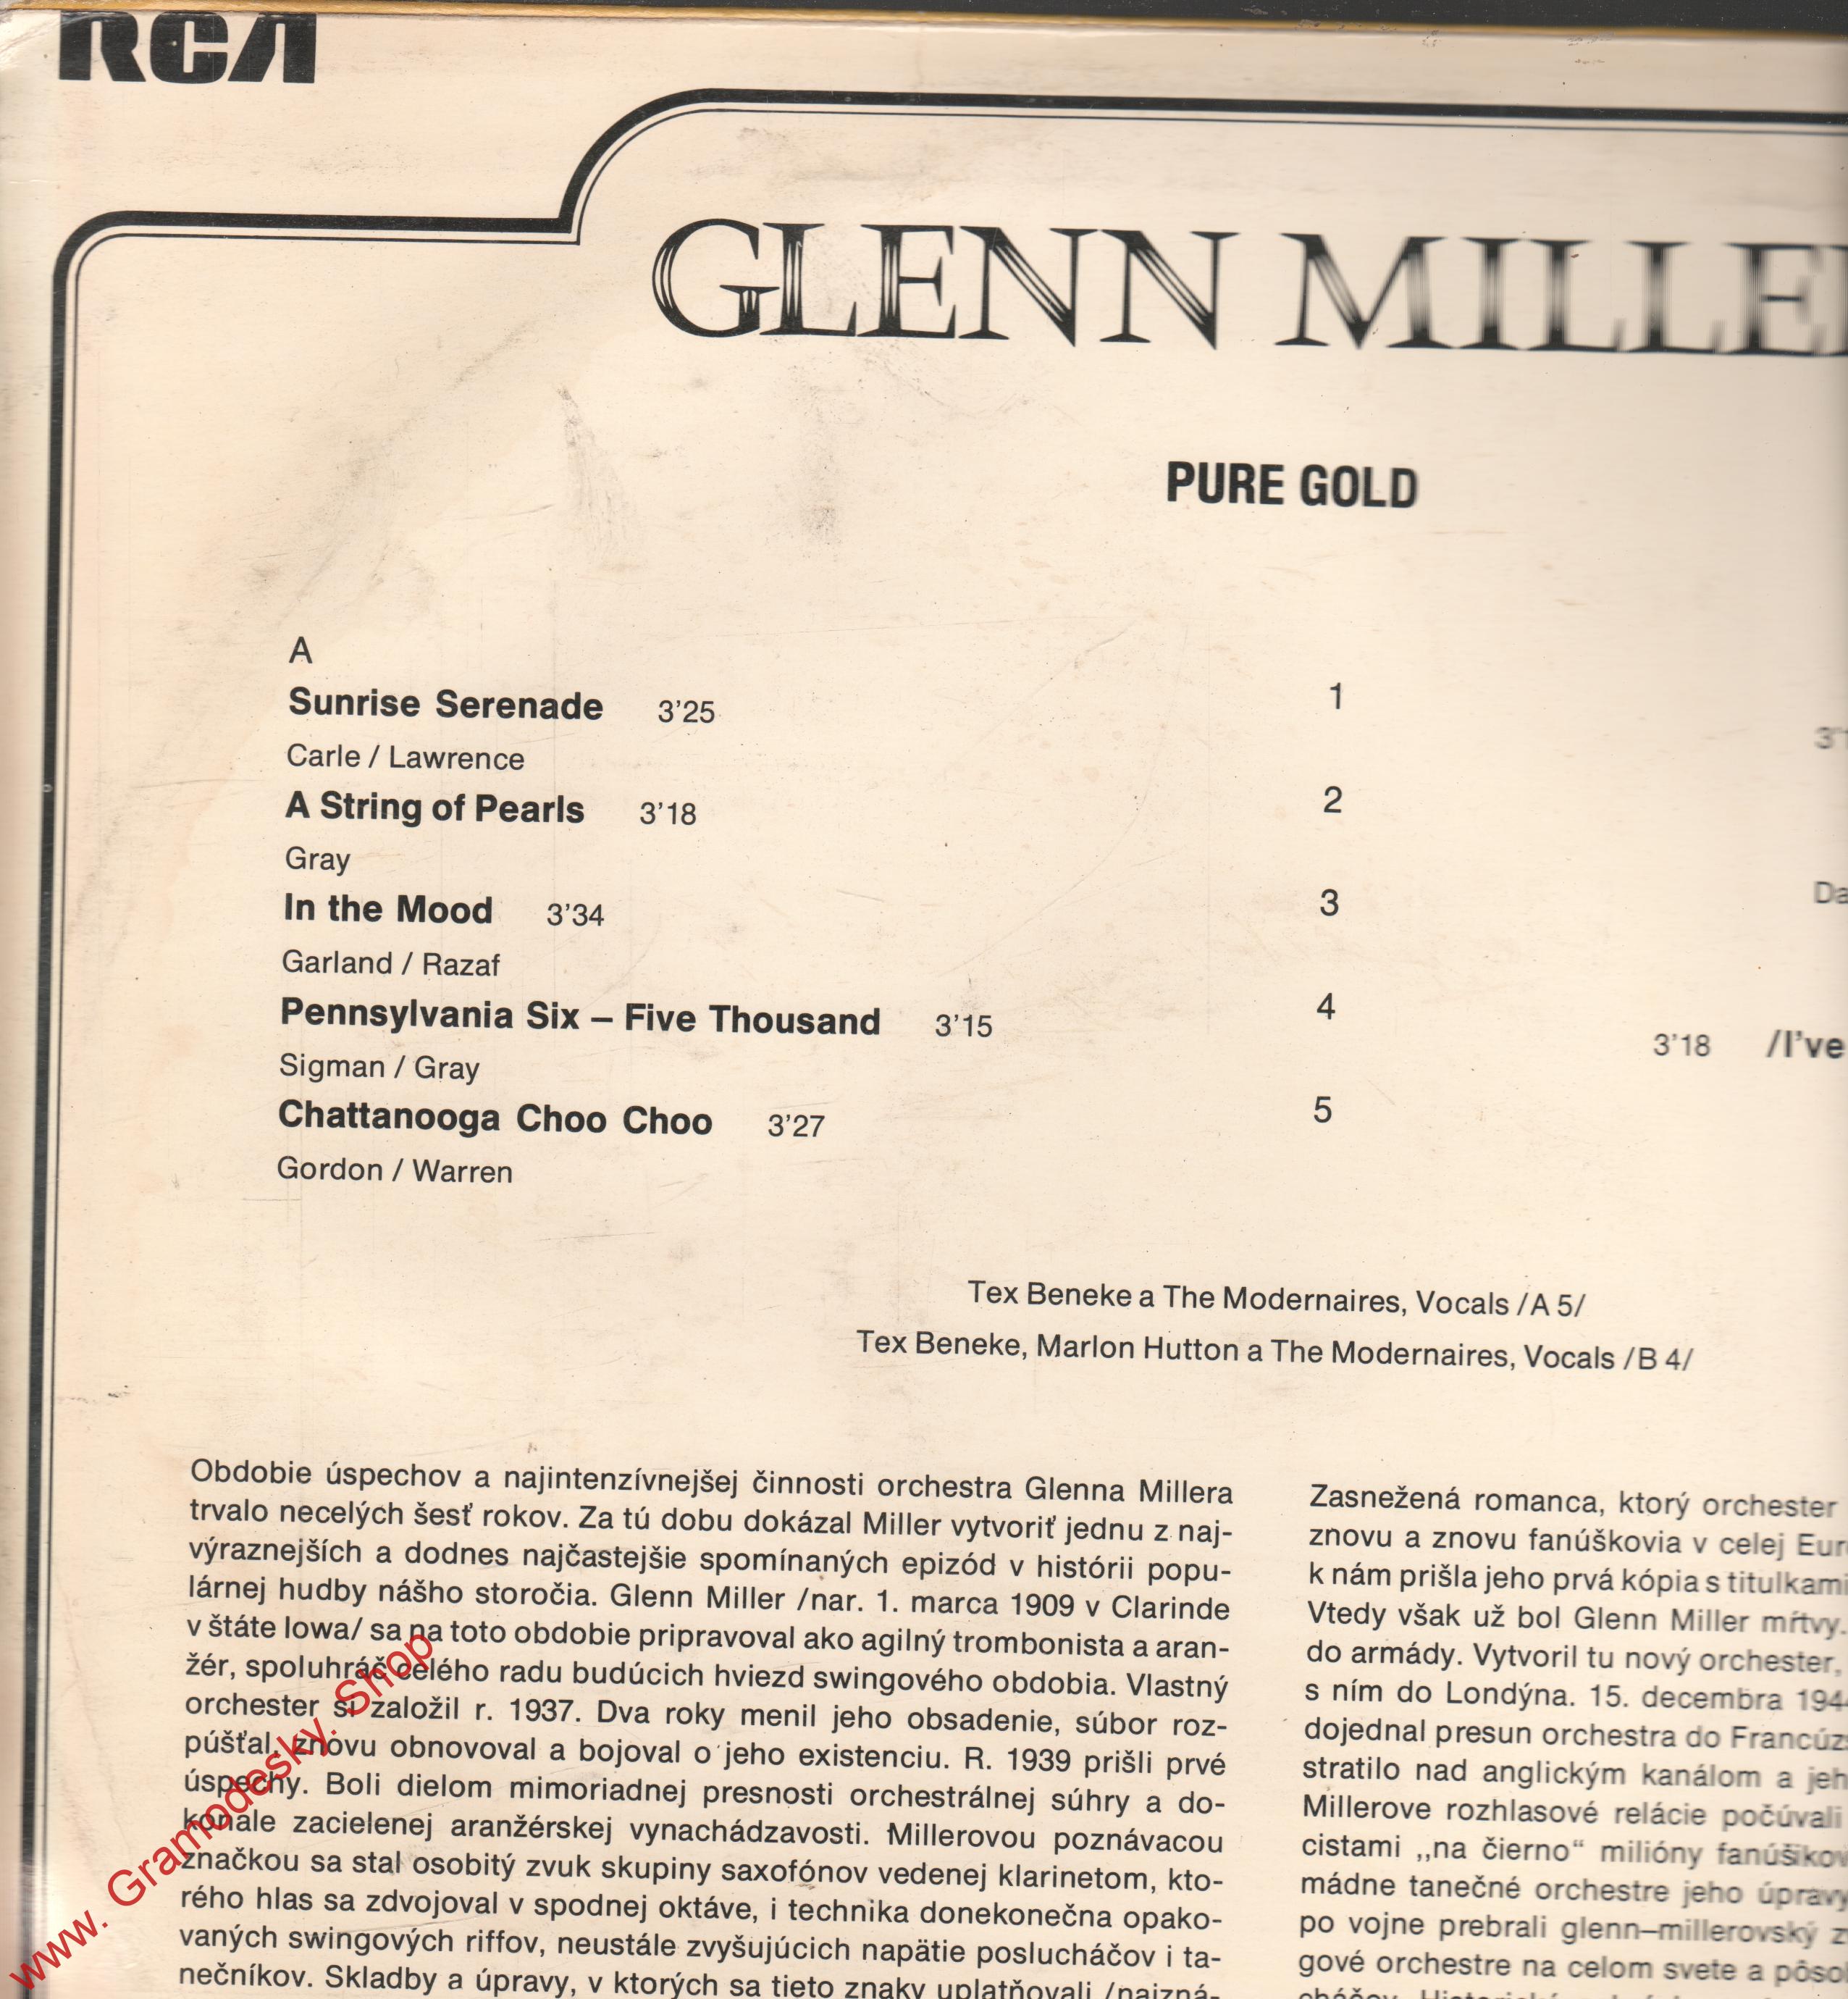 RCA
GLENN MILLE
PURE GOLD
A
Sunrise Serenade 3'25 1
Carle / Lawrence
A String of Pearls 3'18 2
Gray
In the Mood 3'34 3
Garland / Razaf
Pennsylvania Six – Five Thousand 3'15 4
Sigman / Gray
3'18 /I've
Chattanooga Choo Choo 3'27 5
Gordon / Warren
Tex Beneke a The Modernaires, Vocals /A 5/
Tex Beneke, Marlon Hutton a The Modernaires, Vocals /B 4/
Obdobie úspechov a najintenzívnejšej činnosti orchestra Glenna Millera
trvalo necelých šesť rokov. Za tú dobu dokázal Miller vytvoriť jednu z naj-
výraznejších a dodnes najčastejšie spomínaných epizód v histórii popu-
lárnej hudby nášho storočia. Glenn Miller /nar. 1. marca 1909 v Clarinde
v štáte Iowa/ sa na toto obdobie pripravoval ako agilný trombonista a aran-
žér, spoluhráč celého radu budúcich hviezd swingového obdobia. Vlastný
orchester si založil r. 1937. Dva roky menil jeho obsadenie, súbor roz-
púšťal, znovu obnovoval a bojoval o jeho existenciu. R. 1939 prišli prvé
úspechy. Boli dielom mimoriadnej presnosti orchestrálnej súhry a do-
konale zacielenej aranžérskej vynachádzavosti. Millerovou poznávacou
značkou sa stal osobitý zvuk skupiny saxofónov vedenej klarinetom, kto-
rého hlas sa zdvojoval v spodnej oktáve, i technika donekonečna opako-
vaných swingových riffov, neustále zvyšujúcich napätie poslucháčov i ta-
nečníkov. Skladby a úpravy, v ktorých sa tieto znaky uplatňovali /najzná-
Zasnežená romanca, ktorý orchester
znovu a znovu fanúškovia v celej Eur
k nám prišla jeho prvá kópia s titulkami
Vtedy však už bol Glenn Miller mŕtvy.
do armády. Vytvoril tu nový orchester,
s ním do Londýna. 15. decembra 194
dojednal presun orchestra do Francúz
stratilo nad anglickým kanálom a jeh
Millerove rozhlasové relácie počúvali
cistami „na čierno“ milióny fanúšikov
mádne tanečné orchestre jeho úpravy
po vojne prebrali glenn–millerovský z
gové orchestre na celom svete a pôso
www. Gramodesky. Shop